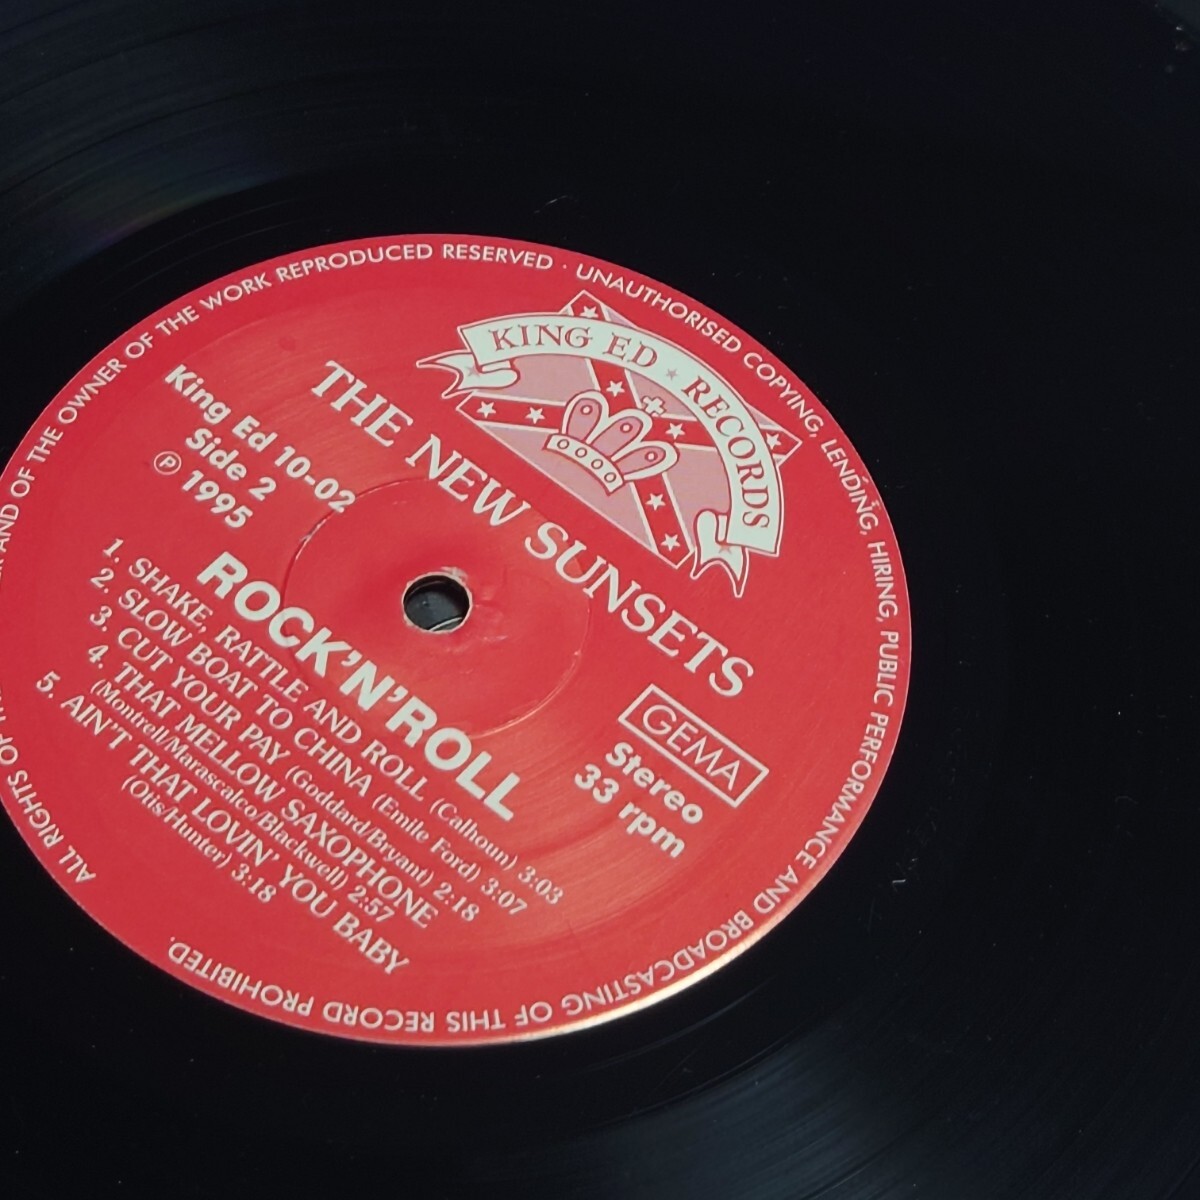 KING ED ★ RECORDS
THE NEW SUNSETS
King Ed 10-02
Side 2
℗ 1995
GEMA
Stereo
33 rpm
ROCK'N'ROLL
1. SHAKE, RATTLE AND ROLL (Calhoun) 3:03
2. SLOW BOAT TO CHINA (Emile Ford) 3:07
3. CUT YOUR PAY (Goddard/Bryant) 2:18
4. THAT MELLOW SAXOPHONE
(Montrell/Marascalco/Blackwell) 2:57
5. AIN'T THAT LOVIN' YOU BABY
(Otis/Hunter) 3:18
ALL RIGHTS OF AND OF THE OWNER OF THE WORK REPRODUCED RESERVED · UNAUTHORISED COPYING, LENDING, HIRING, PUBLIC PERFORMANCE AND BROADCASTING OF THIS RECORD PROHIBITED.